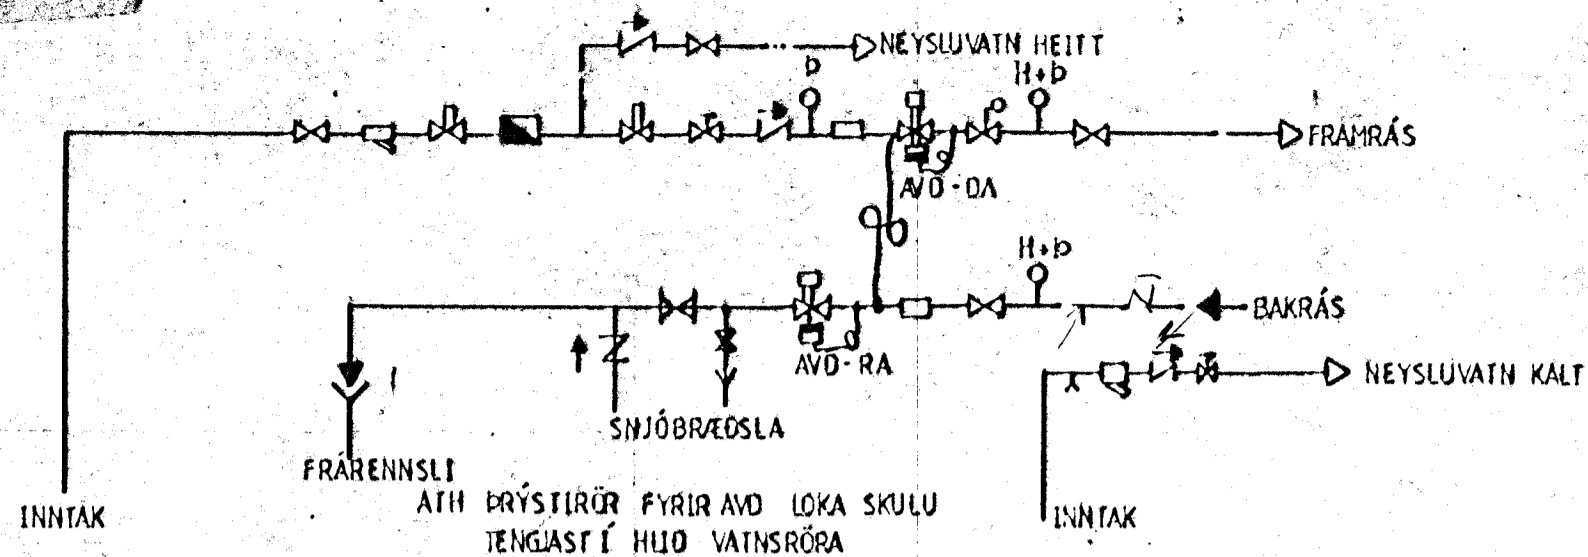 NEYSLUVATN HEITT
Þ
H+Þ
FRAMRÁS
AVD-DA
H+Þ
BAKRÁS
AVD-RA
NEYSLUVATN KALT
SNJÓBRÆÐSLA
FRÁRENNSLI
ATH ÞRÝSTIRÖR FYRIR AVD LOKA SKULU
TENGJAST Í HLIÐ VATNSRÖRA
INNTAK
INNTAK